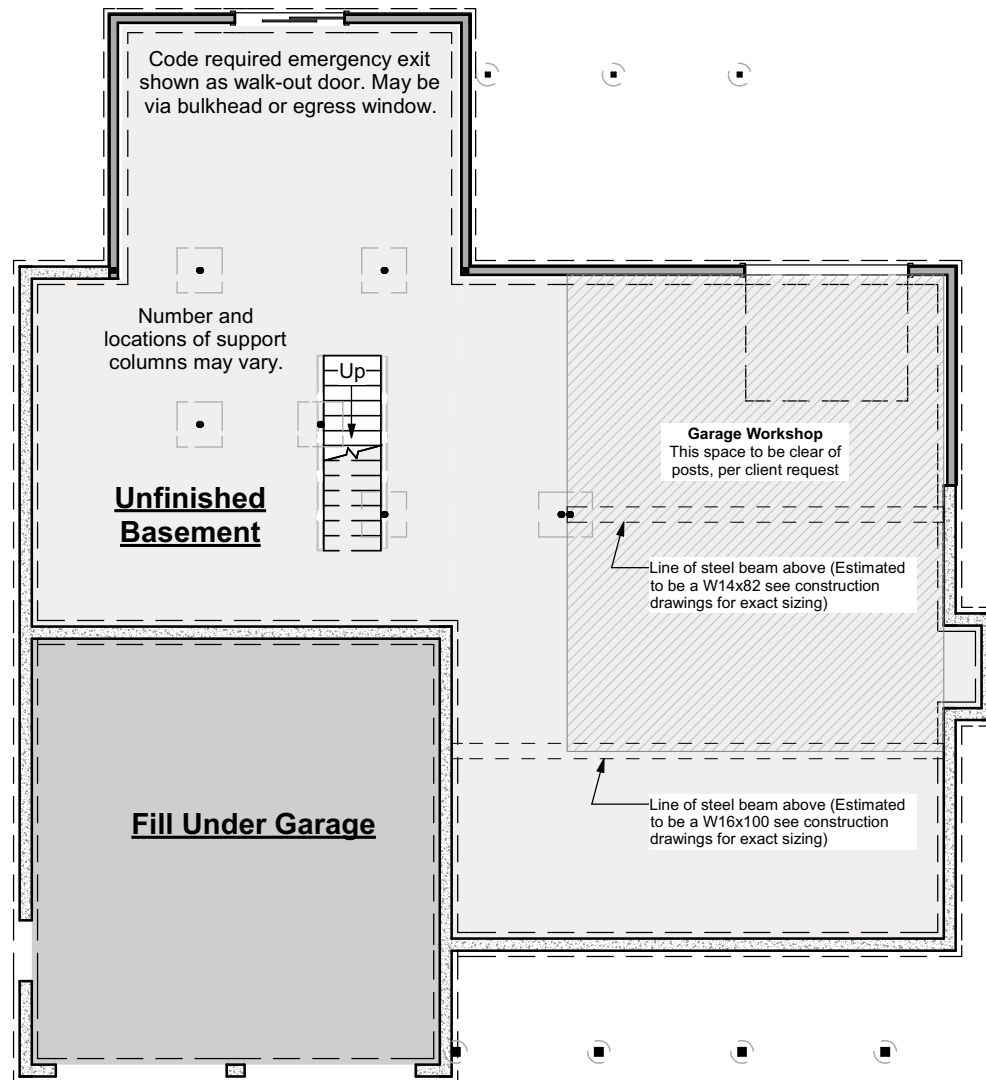 Code required emergency exit
shown as walk-out door. May be
via bulkhead or egress window.
Number and
locations of support
columns may vary.
Up
Garage Workshop
This space to be clear of
posts, per client request
Unfinished
Basement
Line of steel beam above (Estimated
to be a W14x82 see construction
drawings for exact sizing)
Line of steel beam above (Estimated
to be a W16x100 see construction
drawings for exact sizing)
Fill Under Garage